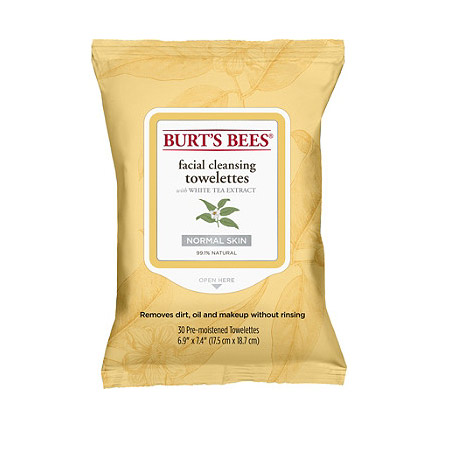 BURT'S BEES®
facial cleansing
towelettes
with WHITE TEA EXTRACT
NORMAL SKIN
99.1% NATURAL
OPEN HERE
Removes dirt, oil and makeup without rinsing
30 Pre-moistened Towelettes
6.9" x 7.4" (17.5 cm x 18.7 cm)